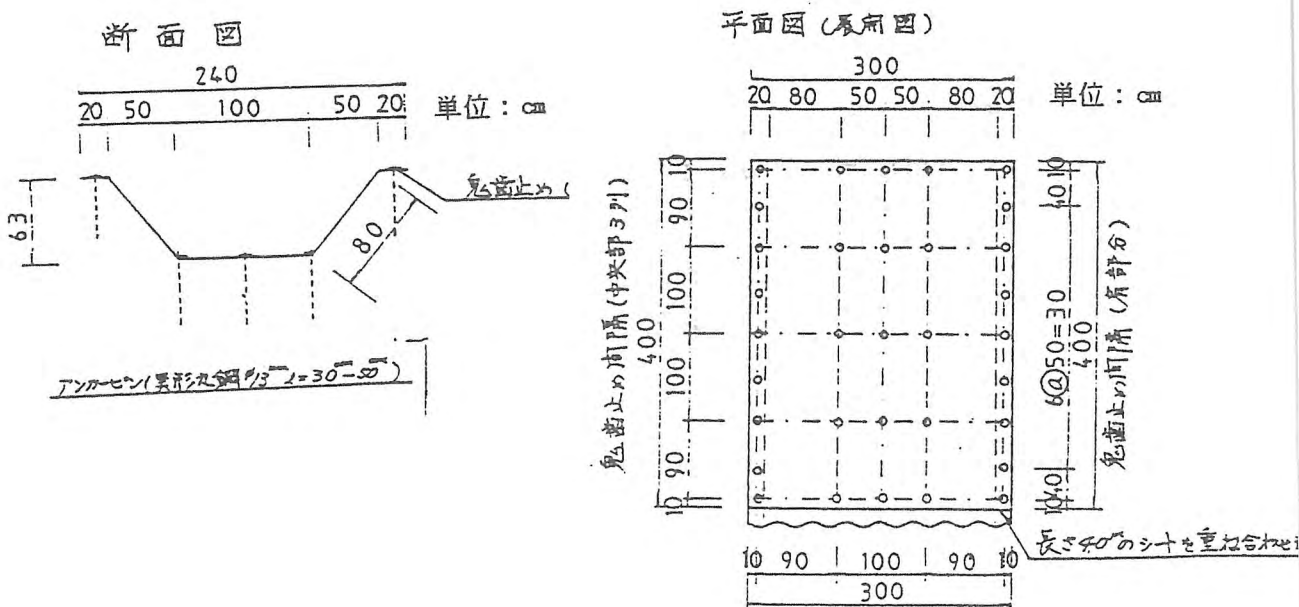 断面図
240
20 50 100 50 20
単位：㎝
63
80
鬼歯止め (
アンカーピン(異形丸鋼 φ13
平面図(展開図)
300
20 80 50 50 80 20
単位：㎝
鬼歯止め間隔(中央部3列)
400
10 90 100 100 90 10
10 40 6@50=30 40 10
400
鬼歯止め間隔(肩部分)
長さ4.0ᵐのシートを重ね合わせ
10 90 100 90 10
300